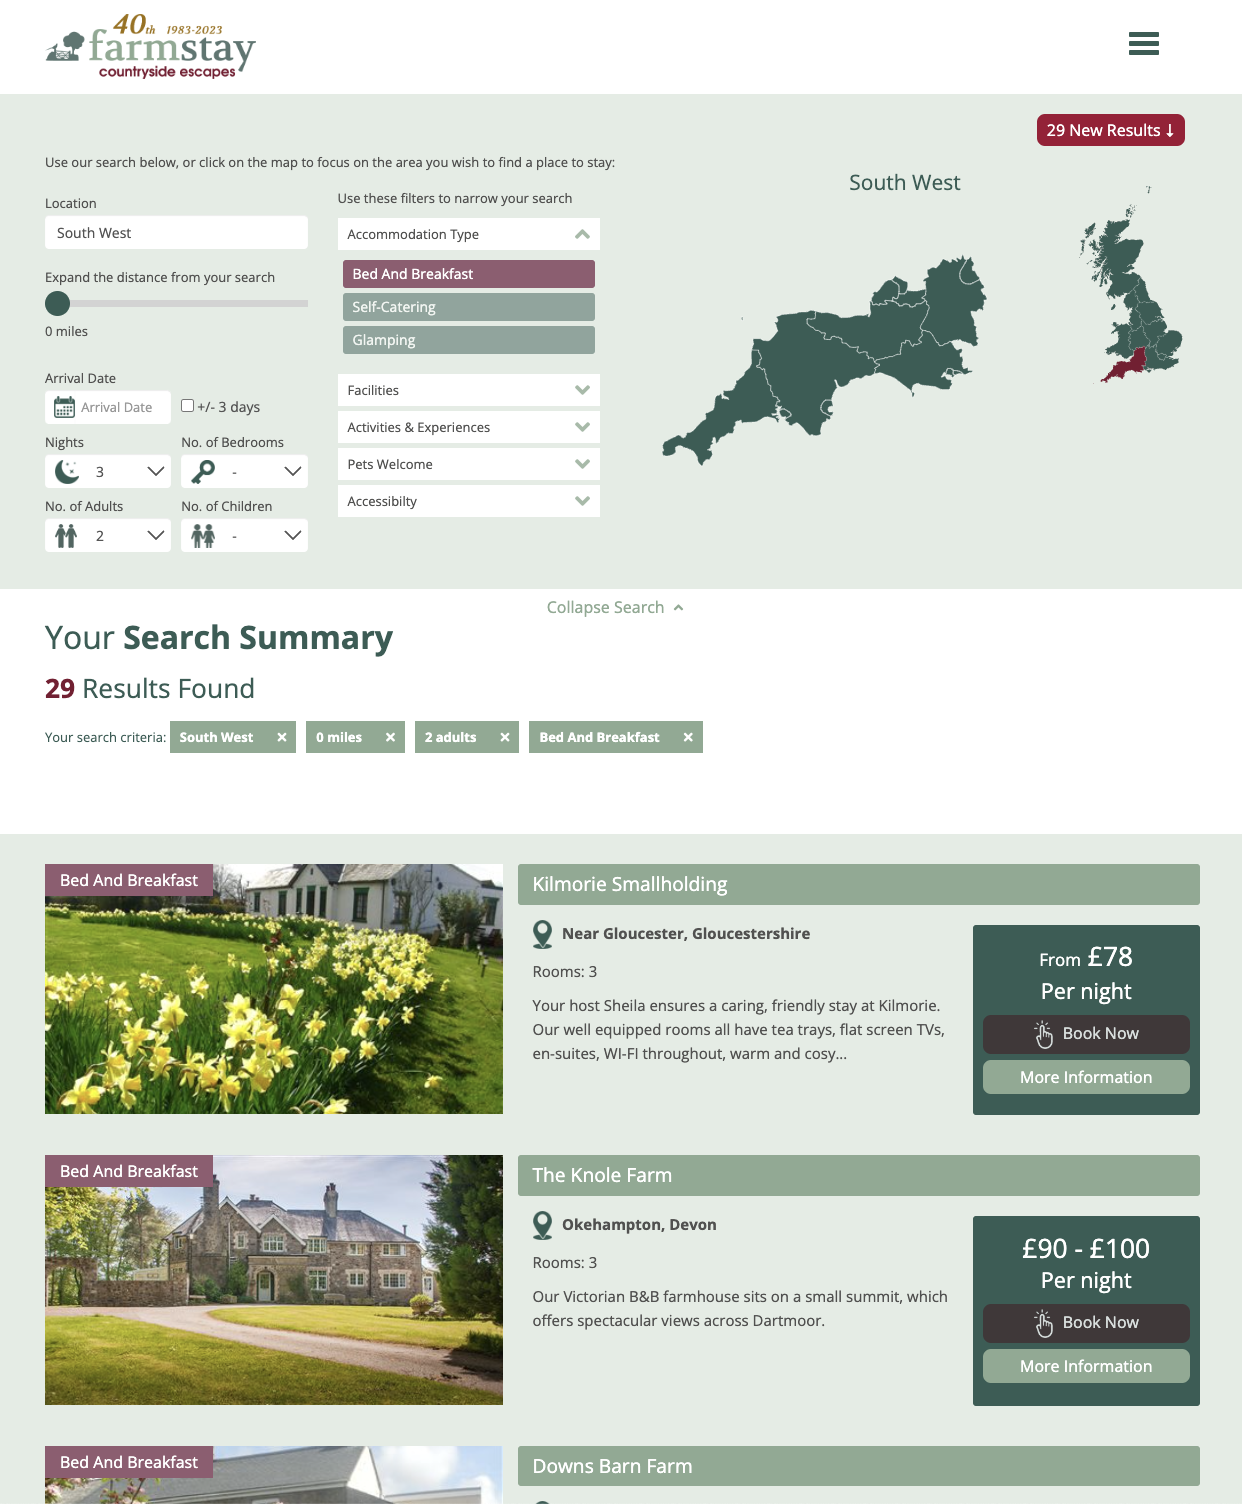 40th 1983-2023
farmstay
countryside escapes
29 New Results ↓
Use our search below, or click on the map to focus on the area you wish to find a place to stay:
Location
South West
Expand the distance from your search
0 miles
Arrival Date
Arrival Date
+/- 3 days
Nights
No. of Bedrooms
3
-
No. of Adults
No. of Children
2
-
Use these filters to narrow your search
Accommodation Type
Bed And Breakfast
Self-Catering
Glamping
Facilities
Activities & Experiences
Pets Welcome
Accessibilty
South West
Collapse Search
Your Search Summary
29 Results Found
Your search criteria: South West × 0 miles × 2 adults × Bed And Breakfast ×
Bed And Breakfast
Kilmorie Smallholding
Near Gloucester, Gloucestershire
Rooms: 3
Your host Sheila ensures a caring, friendly stay at Kilmorie.
Our well equipped rooms all have tea trays, flat screen TVs,
en-suites, WI-FI throughout, warm and cosy...
From £78
Per night
Book Now
More Information
Bed And Breakfast
The Knole Farm
Okehampton, Devon
Rooms: 3
Our Victorian B&B farmhouse sits on a small summit, which
offers spectacular views across Dartmoor.
£90 - £100
Per night
Book Now
More Information
Bed And Breakfast
Downs Barn Farm